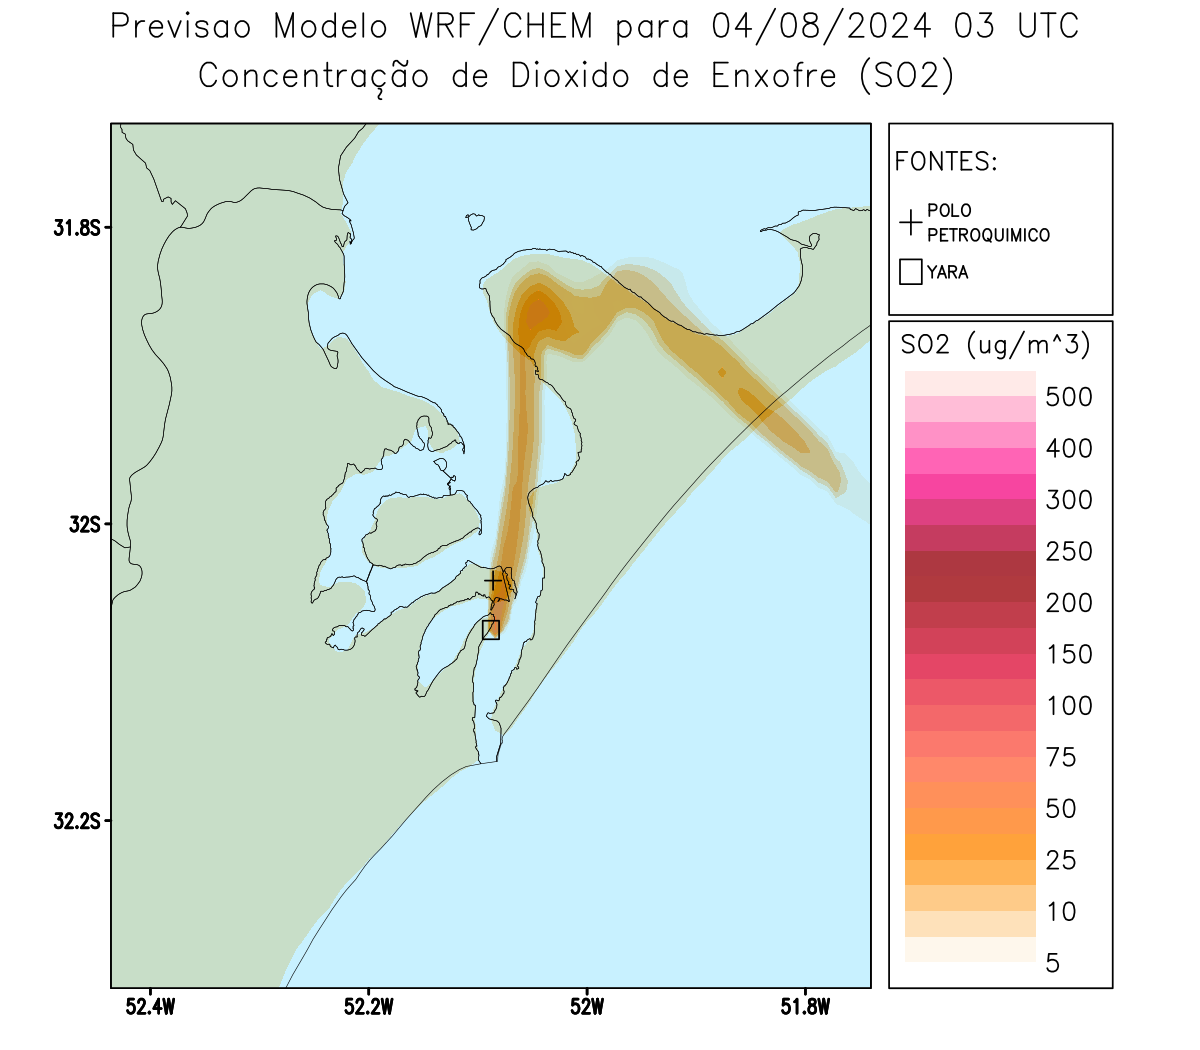 Previsao Modelo WRF/CHEM para 04/08/2024 03 UTC
Concentração de Dioxido de Enxofre (SO2)
FONTES:
POLO
PETROQUIMICO
YARA
SO2 (ug/m^3)
500
400
300
250
200
150
100
75
50
25
10
5
31.8S
32S
32.2S
52.4W
52.2W
52W
51.8W